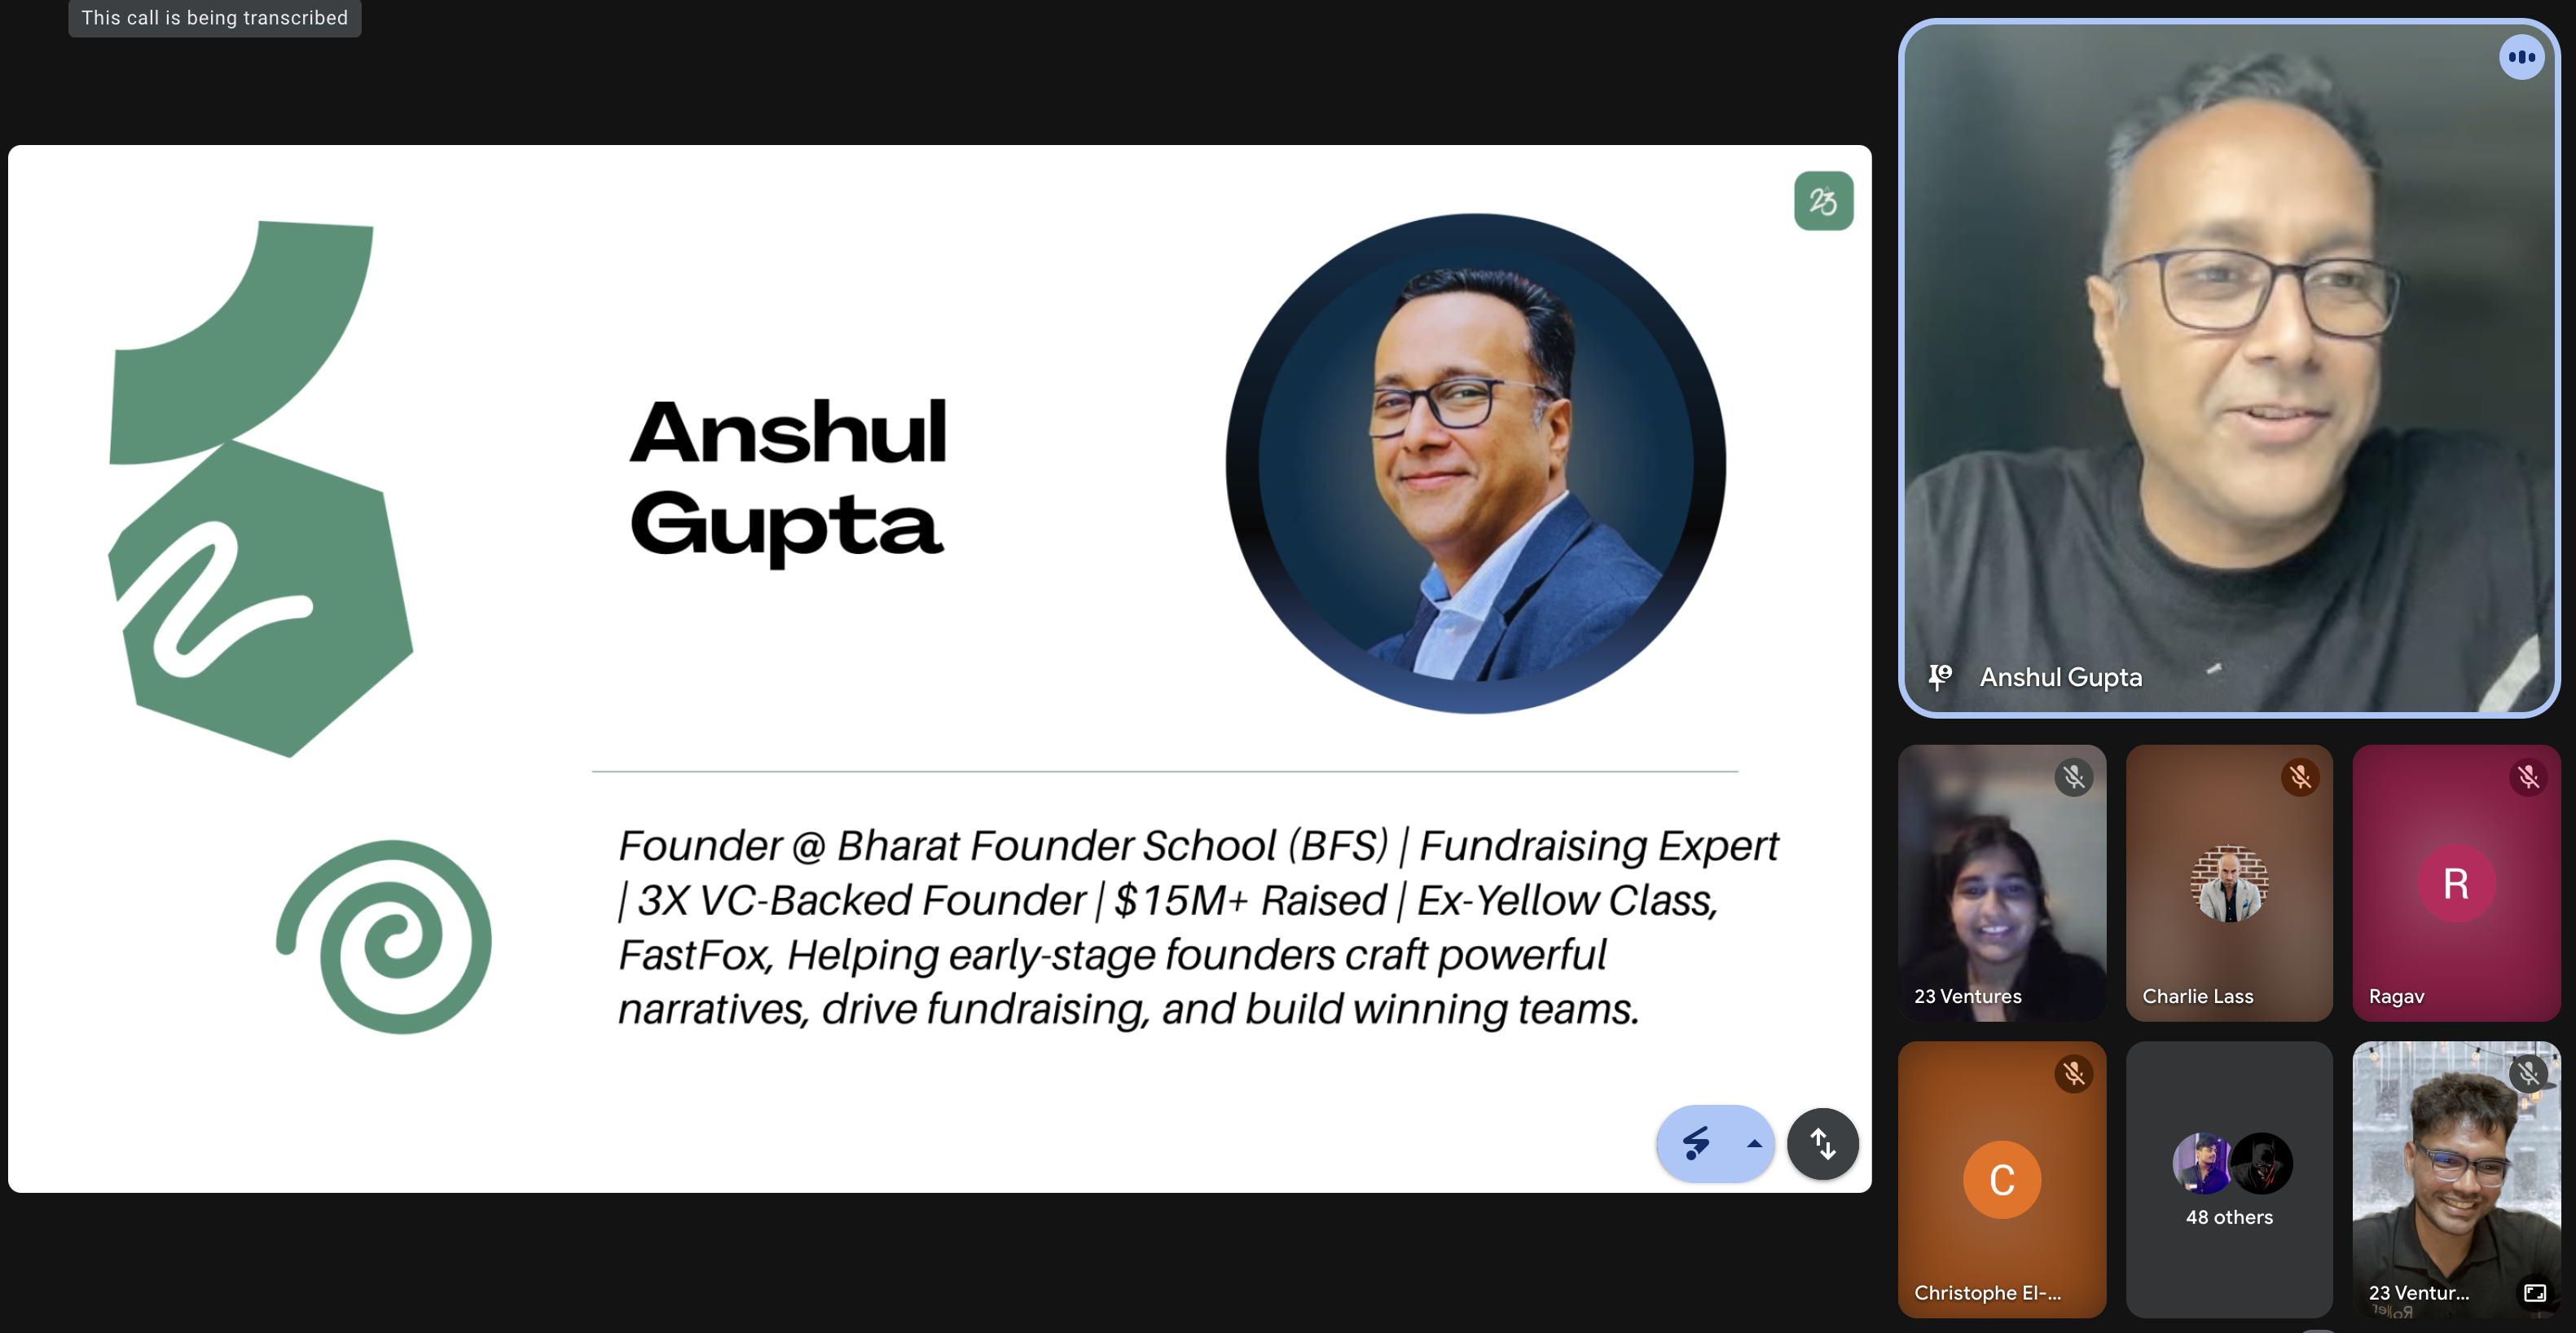 This call is being transcribed
23
Anshul
Gupta
Founder @ Bharat Founder School (BFS) | Fundraising Expert
| 3X VC-Backed Founder | $15M+ Raised | Ex-Yellow Class,
FastFox, Helping early-stage founders craft powerful
narratives, drive fundraising, and build winning teams.
Anshul Gupta
23 Ventures
Charlie Lass
R
Ragav
C
Christophe El-...
48 others
23 Ventur...